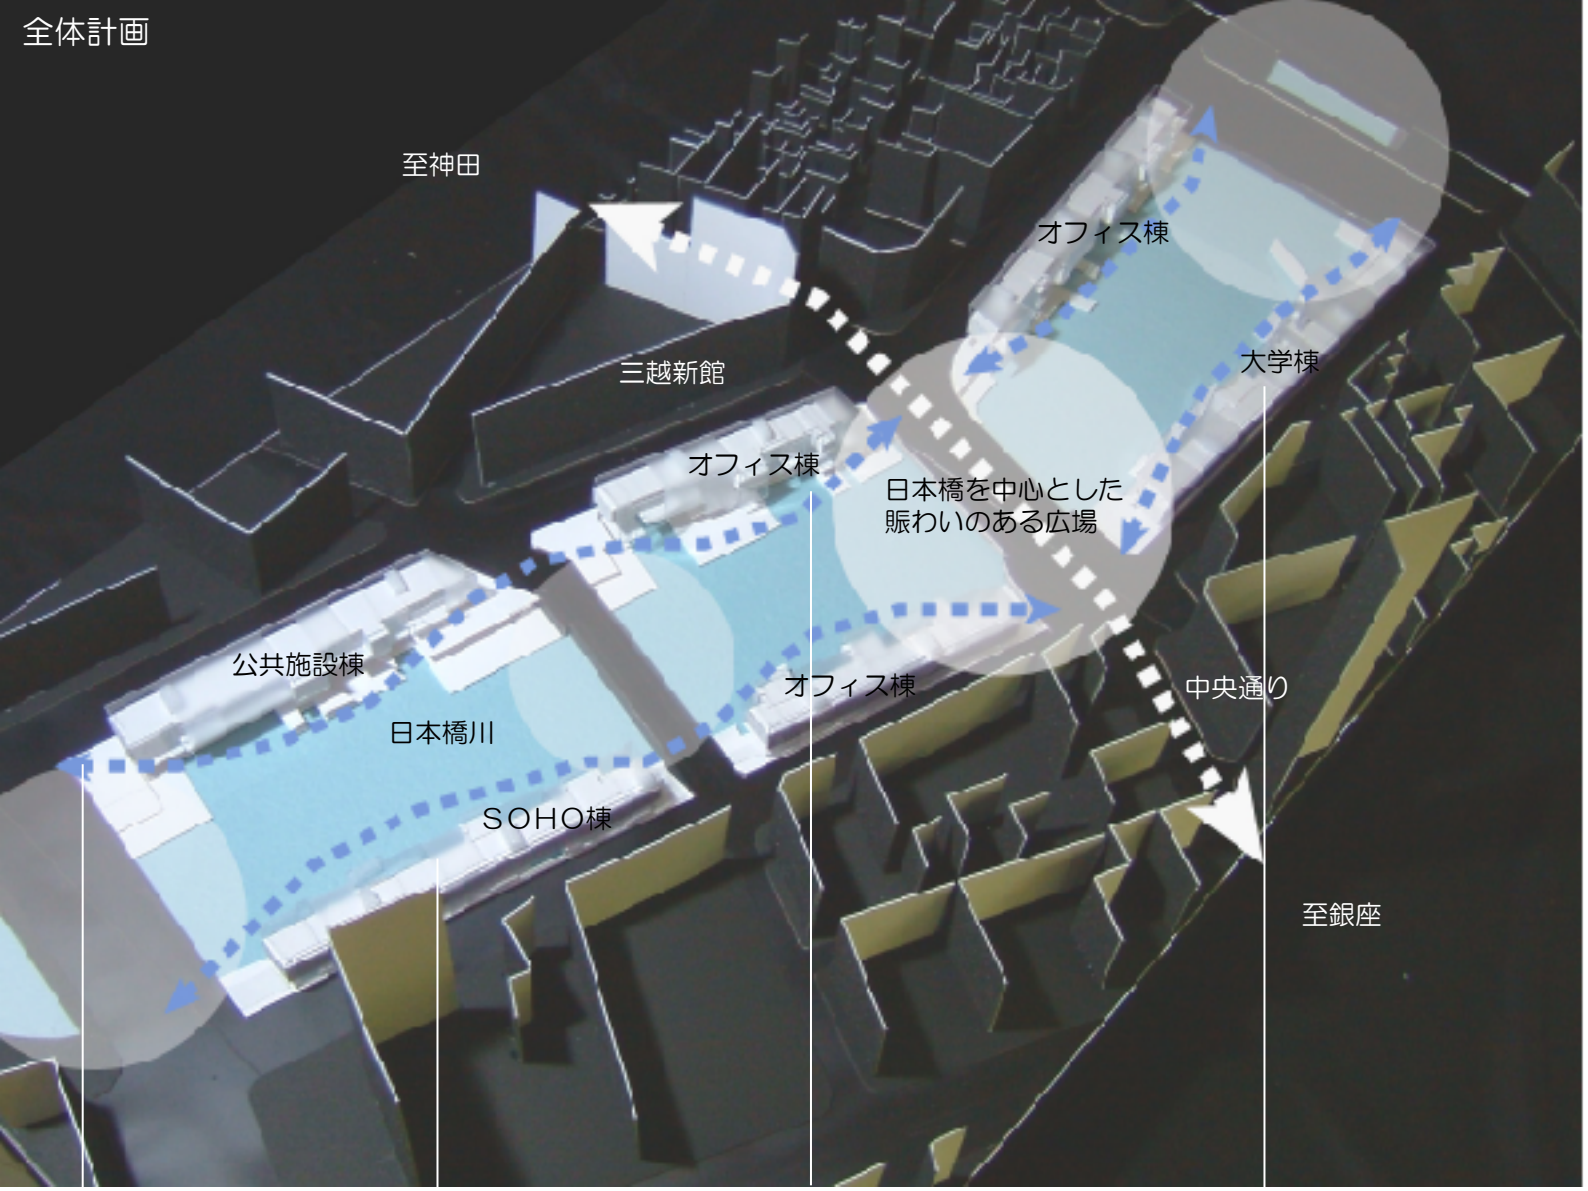 全体計画
至神田
オフィス棟
大学棟
三越新館
オフィス棟
日本橋を中心とした
賑わいのある広場
公共施設棟
オフィス棟
中央通り
日本橋川
ＳＯＨＯ棟
至銀座